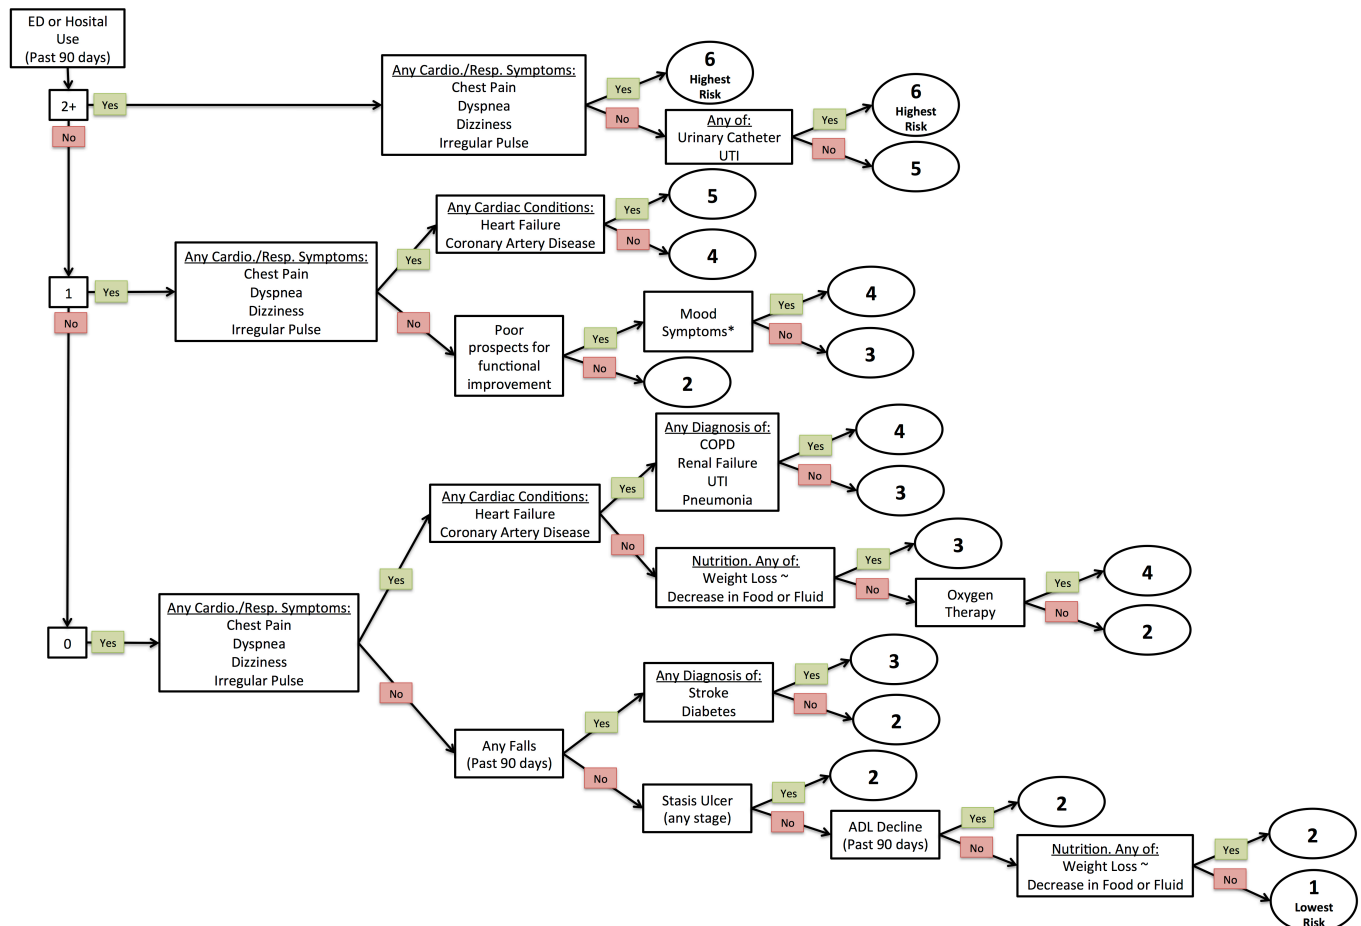 ED or Hosital
Use
(Past 90 days)
2+
Yes
No
Any Cardio./Resp. Symptoms:
Chest Pain
Dyspnea
Dizziness
Irregular Pulse
Yes
No
6
Highest
Risk
Any of:
Urinary Catheter
UTI
Yes
No
6
Highest
Risk
5
1
Yes
No
Any Cardio./Resp. Symptoms:
Chest Pain
Dyspnea
Dizziness
Irregular Pulse
Yes
No
Any Cardiac Conditions:
Heart Failure
Coronary Artery Disease
Yes
No
5
4
Poor
prospects for
functional
improvement
Yes
No
Mood
Symptoms*
Yes
No
4
3
2
0
Yes
Any Cardio./Resp. Symptoms:
Chest Pain
Dyspnea
Dizziness
Irregular Pulse
Yes
No
Any Cardiac Conditions:
Heart Failure
Coronary Artery Disease
Yes
No
Any Diagnosis of:
COPD
Renal Failure
UTI
Pneumonia
Yes
No
4
3
Nutrition. Any of:
Weight Loss ~
Decrease in Food or Fluid
Yes
No
3
Oxygen
Therapy
Yes
No
4
2
Any Falls
(Past 90 days)
Yes
No
Any Diagnosis of:
Stroke
Diabetes
Yes
No
3
2
Stasis Ulcer
(any stage)
Yes
No
2
ADL Decline
(Past 90 days)
Yes
No
2
Nutrition. Any of:
Weight Loss ~
Decrease in Food or Fluid
Yes
No
2
1
Lowest
Risk